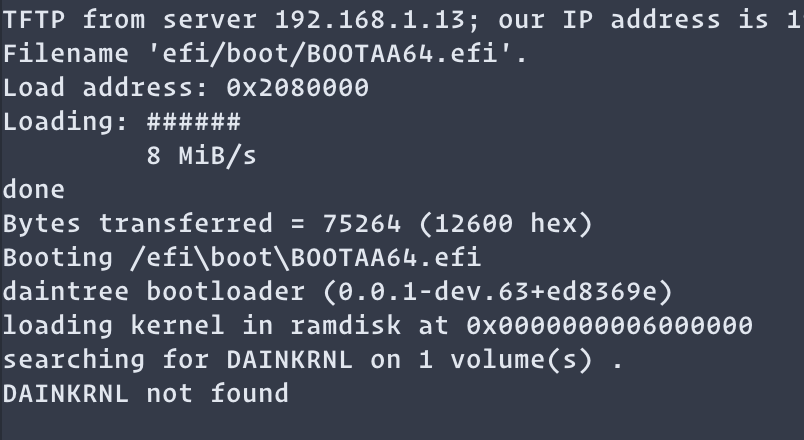 TFTP from server 192.168.1.13; our IP address is 1
Filename 'efi/boot/BOOTAA64.efi'.
Load address: 0x2080000
Loading: ######
8 MiB/s
done
Bytes transferred = 75264 (12600 hex)
Booting /efi\boot\BOOTAA64.efi
daintree bootloader (0.0.1-dev.63+ed8369e)
loading kernel in ramdisk at 0x0000000006000000
searching for DAINKRNL on 1 volume(s) .
DAINKRNL not found